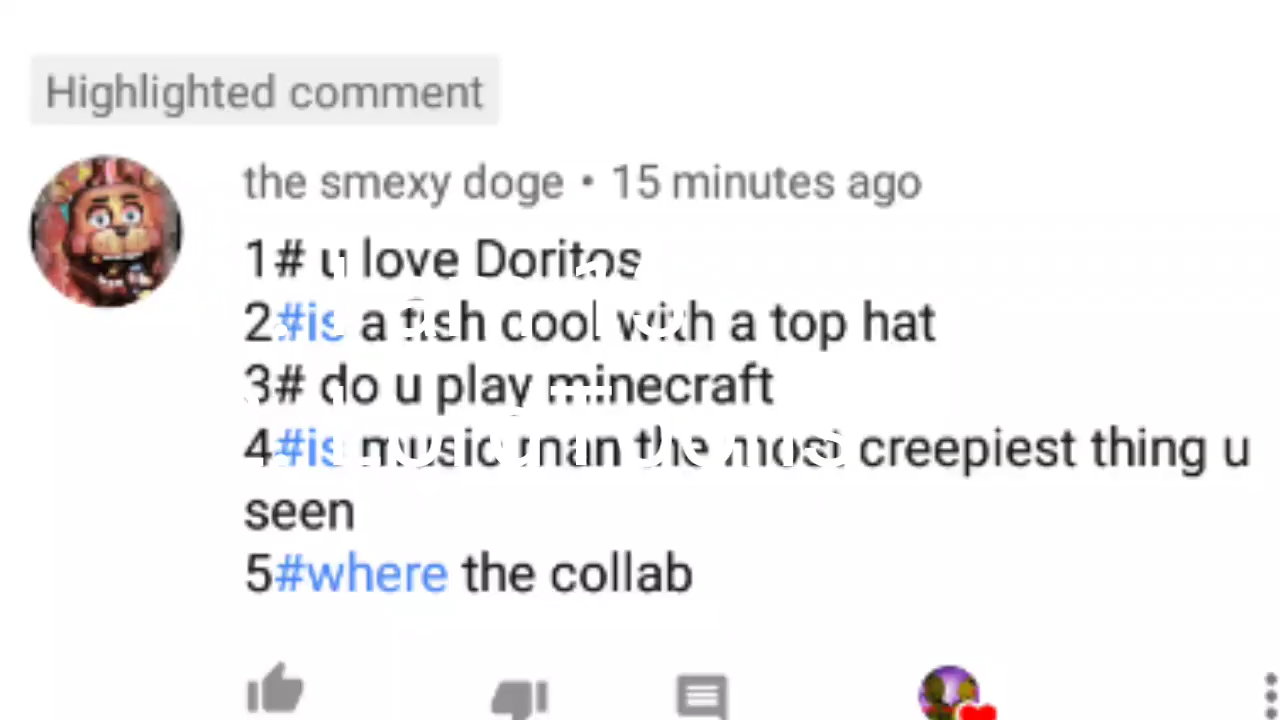 Highlighted comment
the smexy doge • 15 minutes ago
1# u love Doritos
2#is a fish cool with a top hat
3# do u play minecraft
4#is music man the most creepiest thing u
seen
5#where the collab